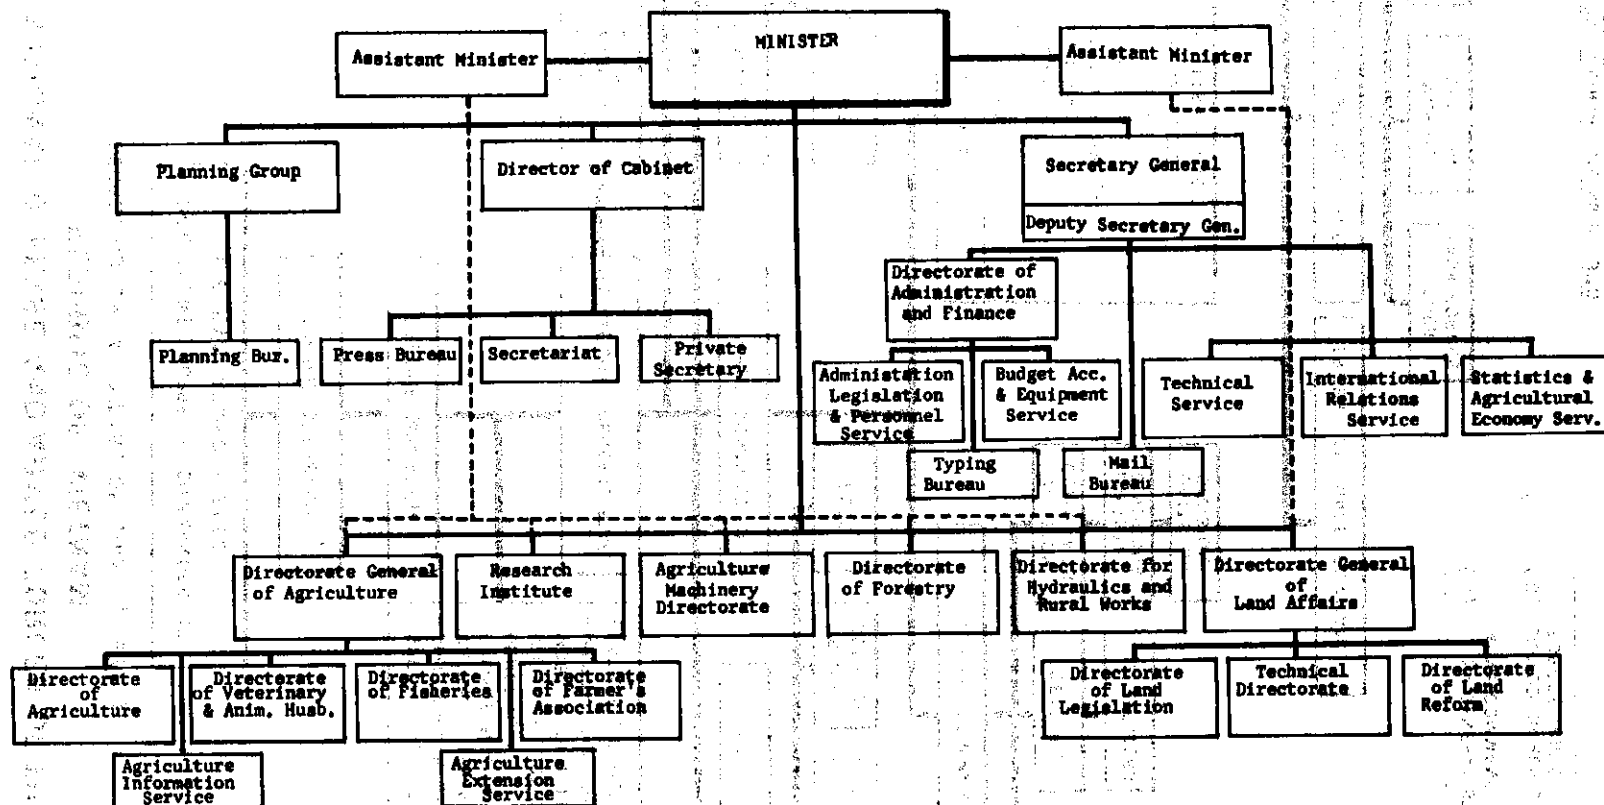 MINISTER
Assistant Minister
Assistant Minister
Planning Group
Director of Cabinet
Secretary General
Deputy Secretary Gen.
Directorate of
Administration
and Finance
Planning Bur.
Press Bureau
Secretariat
Private
Secretary
Administation
Legislation
& Personnel
Service
Budget Acc.
& Equipment
Service
Technical
Service
International
Relations
Service
Statistics &
Agricultural
Economy Serv.
Typing
Bureau
Mail
Bureau
Directorate General
of Agriculture
Research
Institute
Agriculture
Machinery
Directorate
Directorate
of Forestry
Directorate for
Hydraulics and
Rural Works
Directorate General
of
Land Affairs
Directorate
of
Agriculture
Directorate
of Veterinary
& Anim. Husb.
Directorate
of Fisheries
Directorate
of Farmer's
Association
Directorate
of Land
Legislation
Technical
Directorate
Directorate
of Land
Reform
Agriculture
Information
Service
Agriculture
Extension
Service